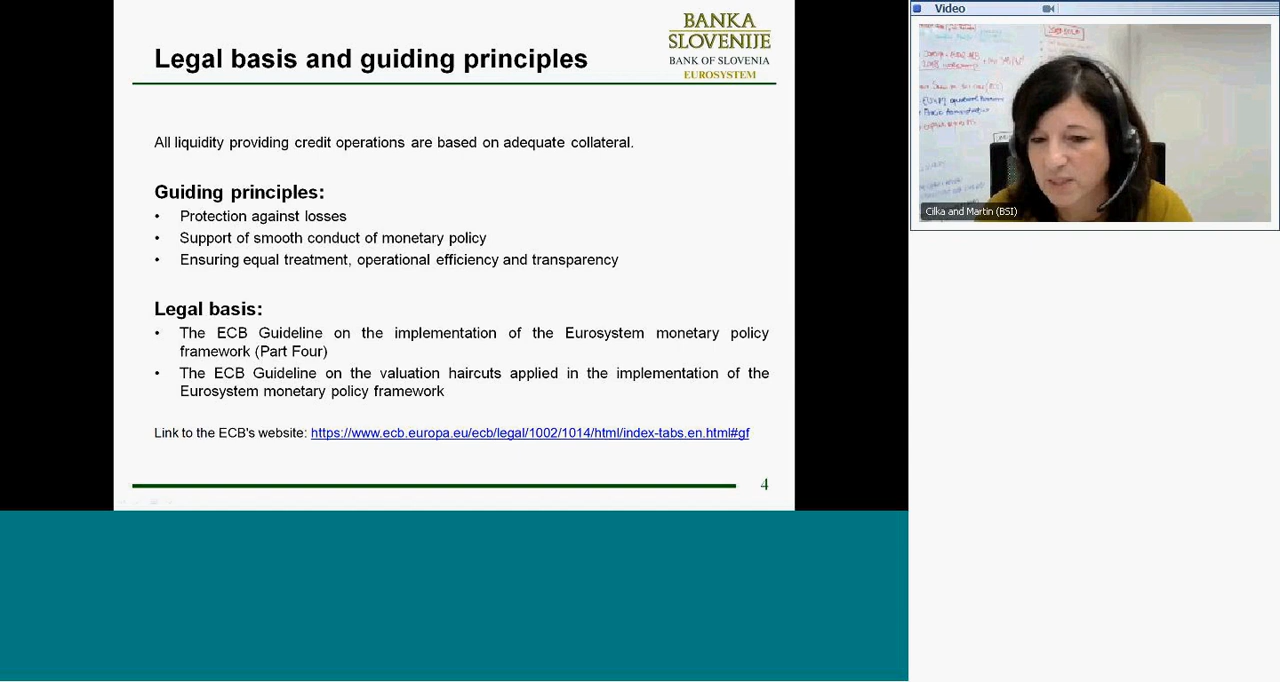 Legal basis and guiding principles
BANKA
SLOVENIJE
BANK OF SLOVENIA
EUROSYSTEM
All liquidity providing credit operations are based on adequate collateral.
Guiding principles:
• Protection against losses
• Support of smooth conduct of monetary policy
• Ensuring equal treatment, operational efficiency and transparency
Legal basis:
• The ECB Guideline on the implementation of the Eurosystem monetary policy
framework (Part Four)
• The ECB Guideline on the valuation haircuts applied in the implementation of the
Eurosystem monetary policy framework
Link to the ECB's website: https://www.ecb.europa.eu/ecb/legal/1002/1014/html/index-tabs.en.html#gf
4
Video
Cilka and Martin (BSI)